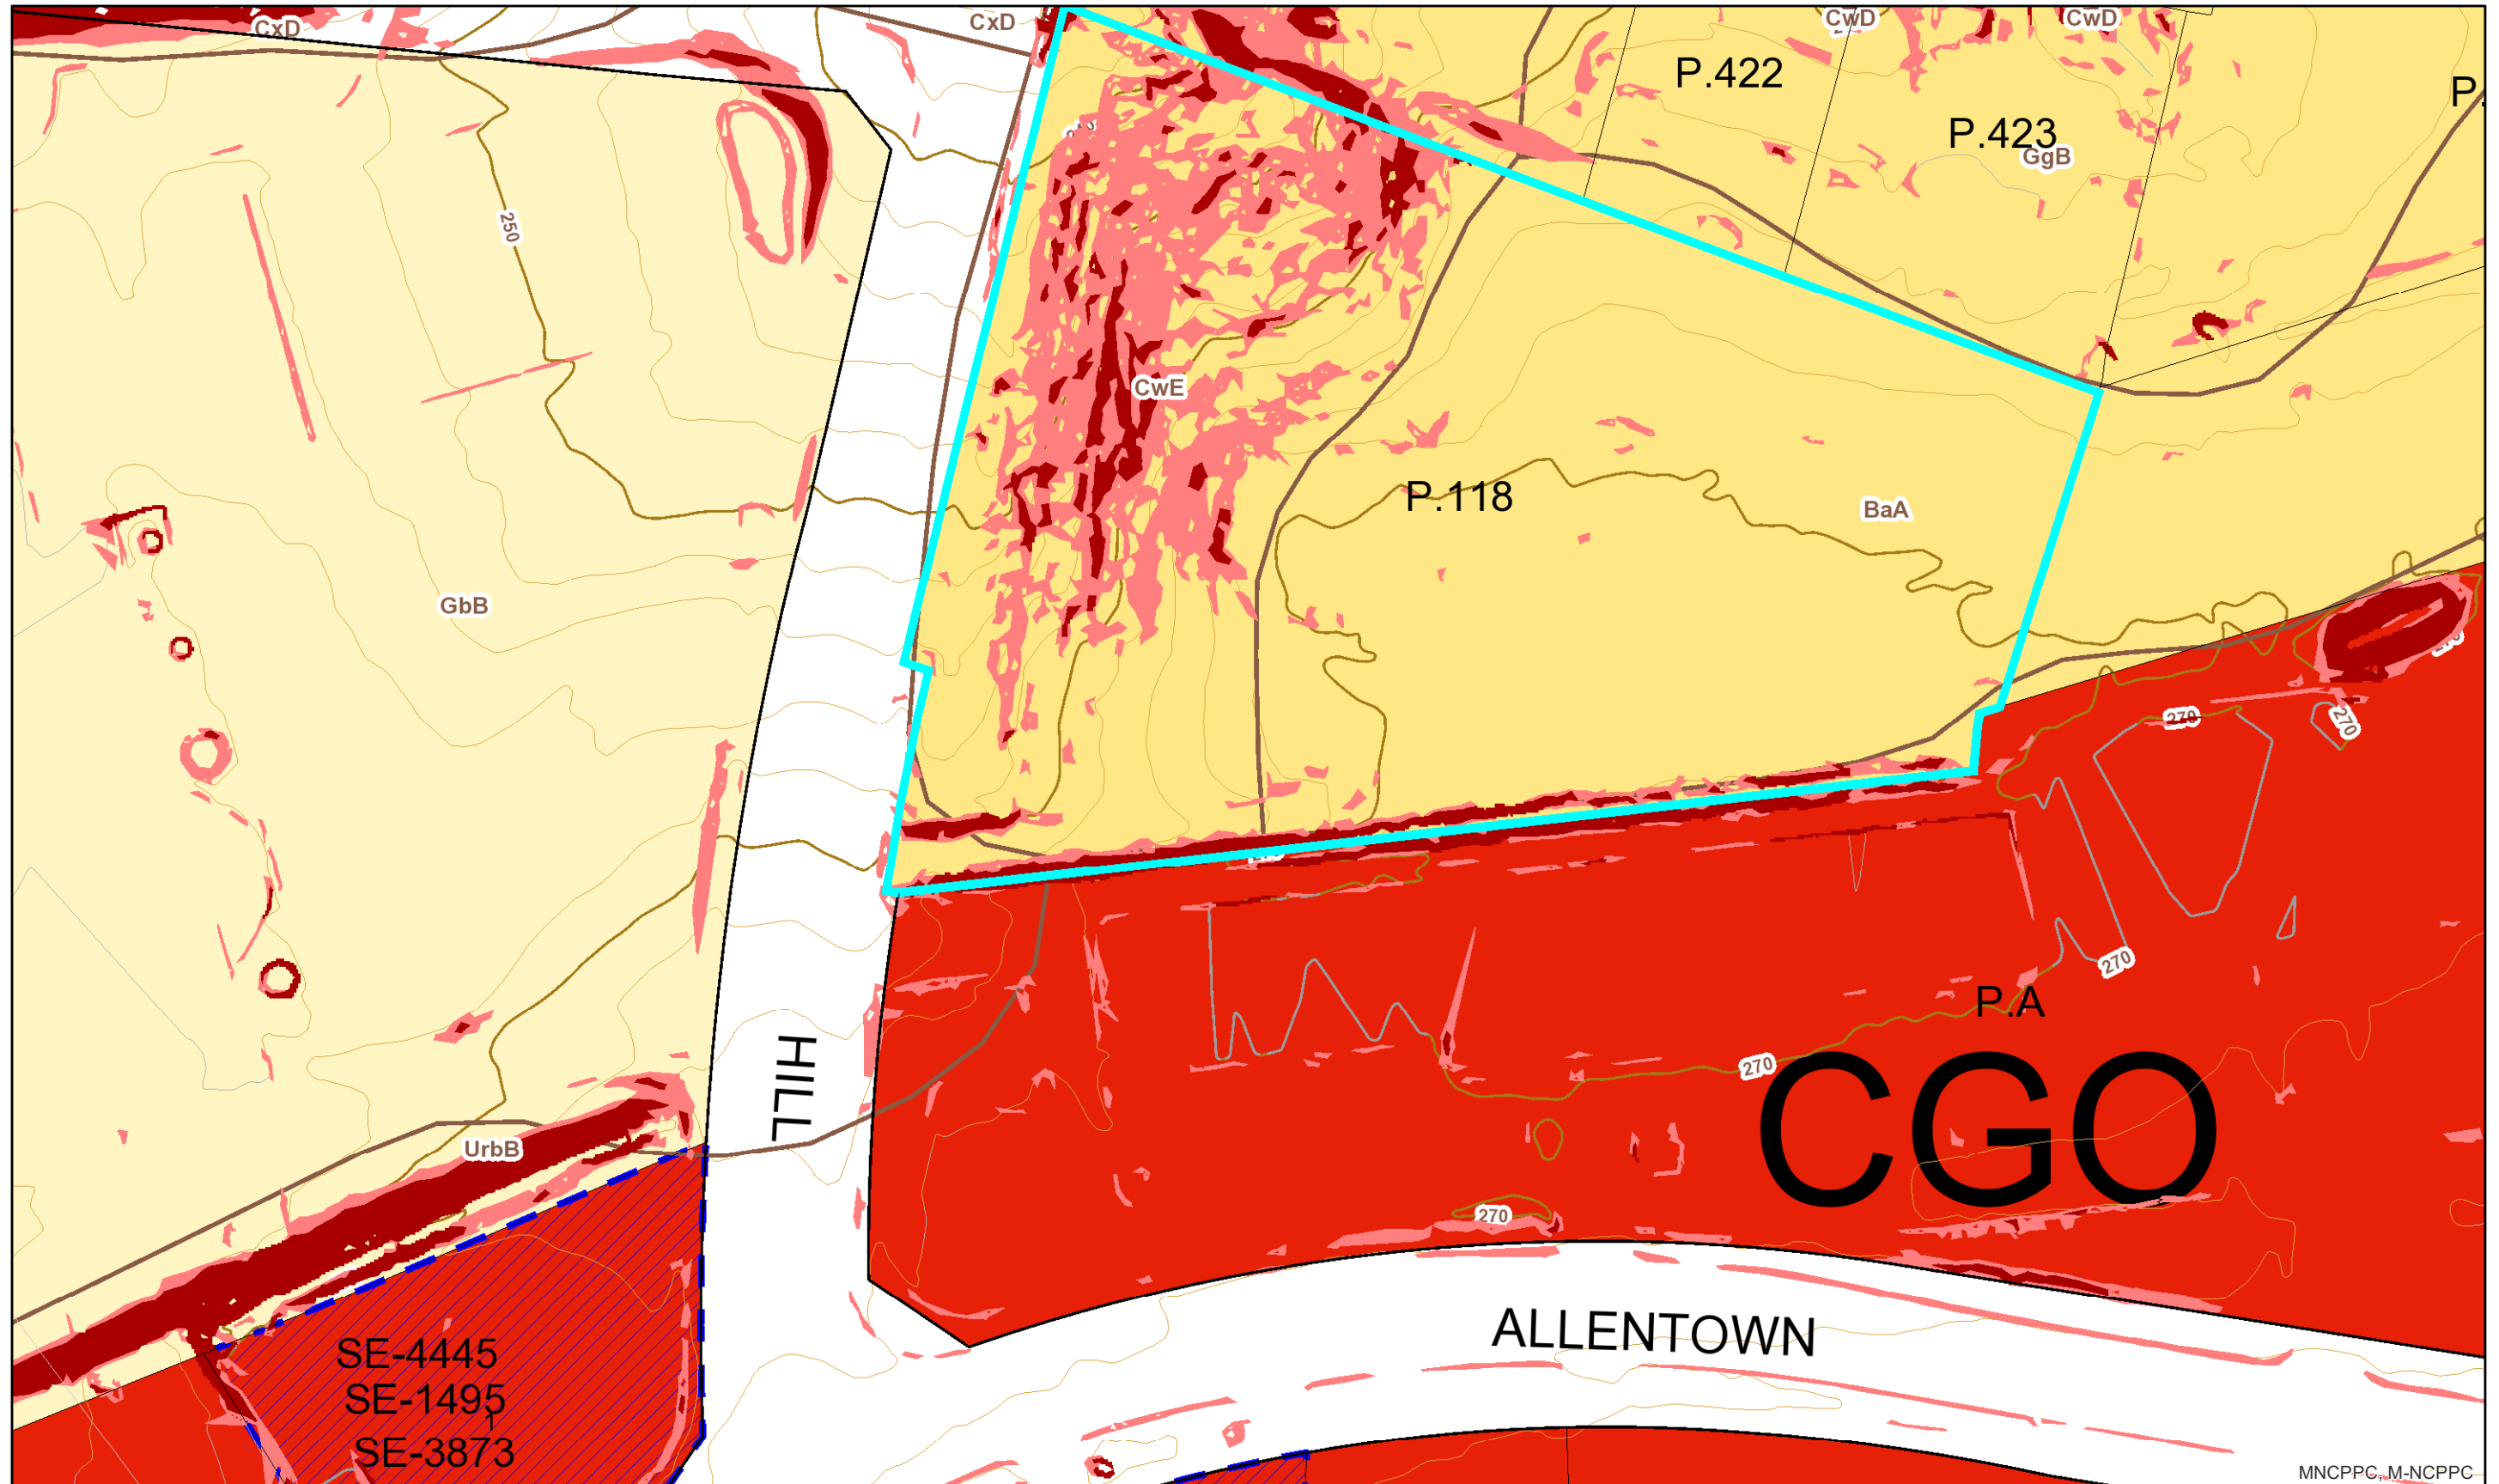 CxD
CxD
CwD
CwD
P.422
P.
P.423
GgB
250
CwE
P.118
BaA
GbB
270
270
270
P.A
270
CGO
HILL
UrbB
270
ALLENTOWN
SE-4445
SE-1495
1
SE-3873
MNCPPC, M-NCPPC